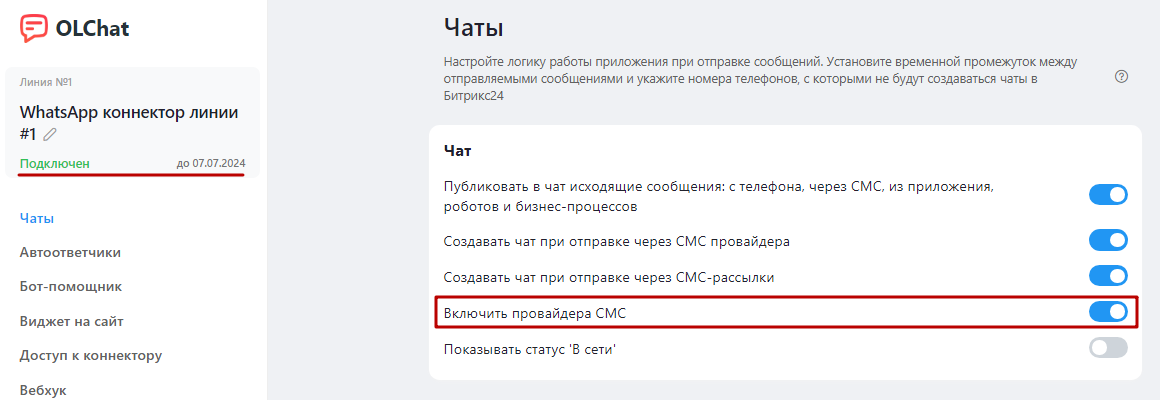 OLChat
Линия №1
WhatsApp коннектор линии
#1
Подключен
до 07.07.2024
Чаты
Автоответчики
Бот-помощник
Виджет на сайт
Доступ к коннектору
Вебхук
Чаты
Настройте логику работы приложения при отправке сообщений. Установите временной промежуток между
отправляемыми сообщениями и укажите номера телефонов, с которыми не будут создаваться чаты в
Битрикс24
?
Чат
Публиковать в чат исходящие сообщения: с телефона, через СМС, из приложения,
роботов и бизнес-процессов
Создавать чат при отправке через СМС провайдера
Создавать чат при отправке через СМС-рассылки
Включить провайдера СМС
Показывать статус 'В сети'